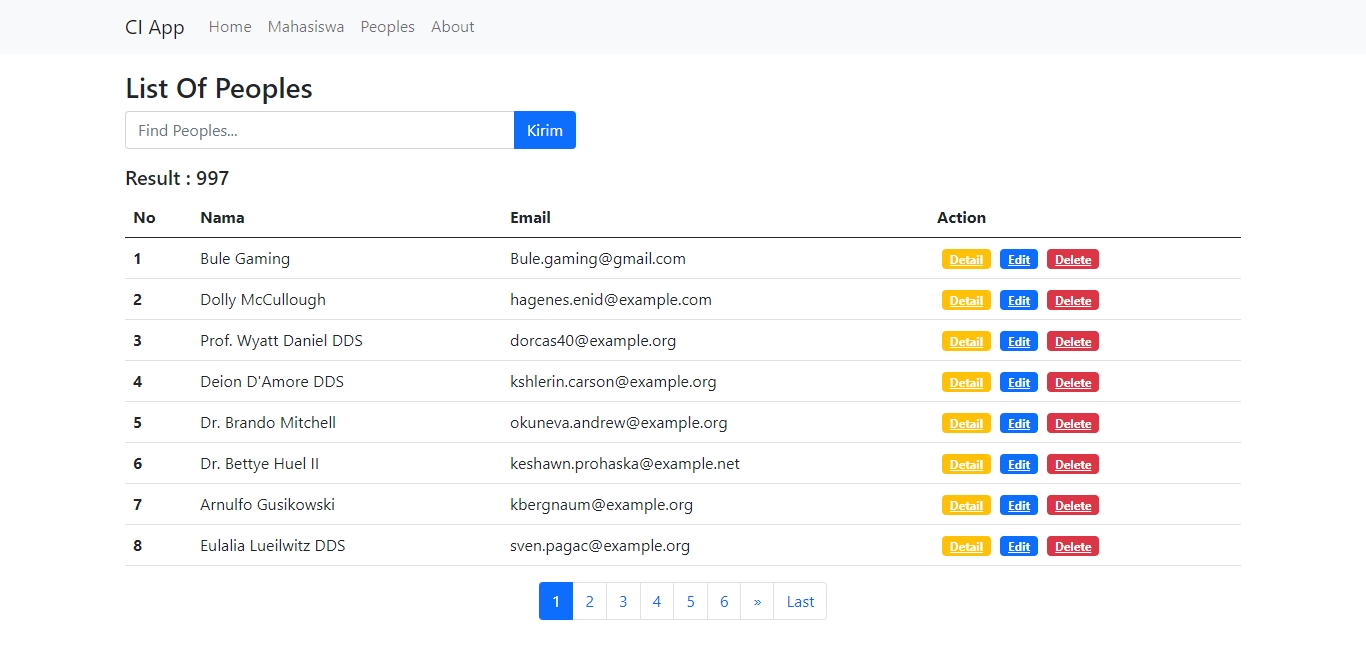 CI App Home Mahasiswa Peoples About
List Of Peoples
Find Peoples... Kirim
Result : 997
No Nama Email Action
1 Bule Gaming Bule.gaming@gmail.com Detail Edit Delete
2 Dolly McCullough hagenes.enid@example.com Detail Edit Delete
3 Prof. Wyatt Daniel DDS dorcas40@example.org Detail Edit Delete
4 Deion D'Amore DDS kshlerin.carson@example.org Detail Edit Delete
5 Dr. Brando Mitchell okuneva.andrew@example.org Detail Edit Delete
6 Dr. Bettye Huel II keshawn.prohaska@example.net Detail Edit Delete
7 Arnulfo Gusikowski kbergnaum@example.org Detail Edit Delete
8 Eulalia Lueilwitz DDS sven.pagac@example.org Detail Edit Delete
1 2 3 4 5 6 » Last